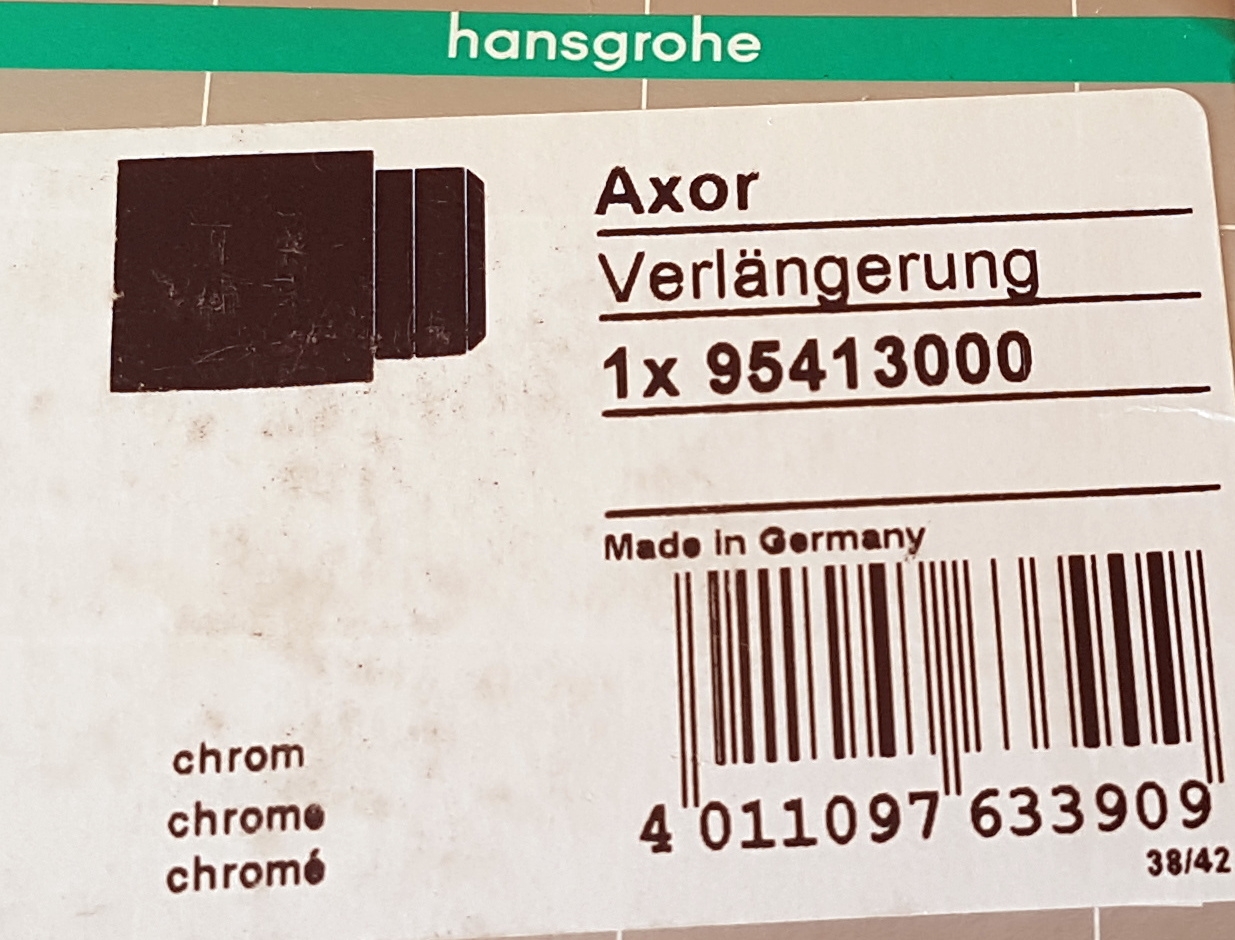 hansgrohe
Axor
Verlängerung
1x 95413000
Made in Germany
chrom
chrome
chromé
4 011097 633909
38/42